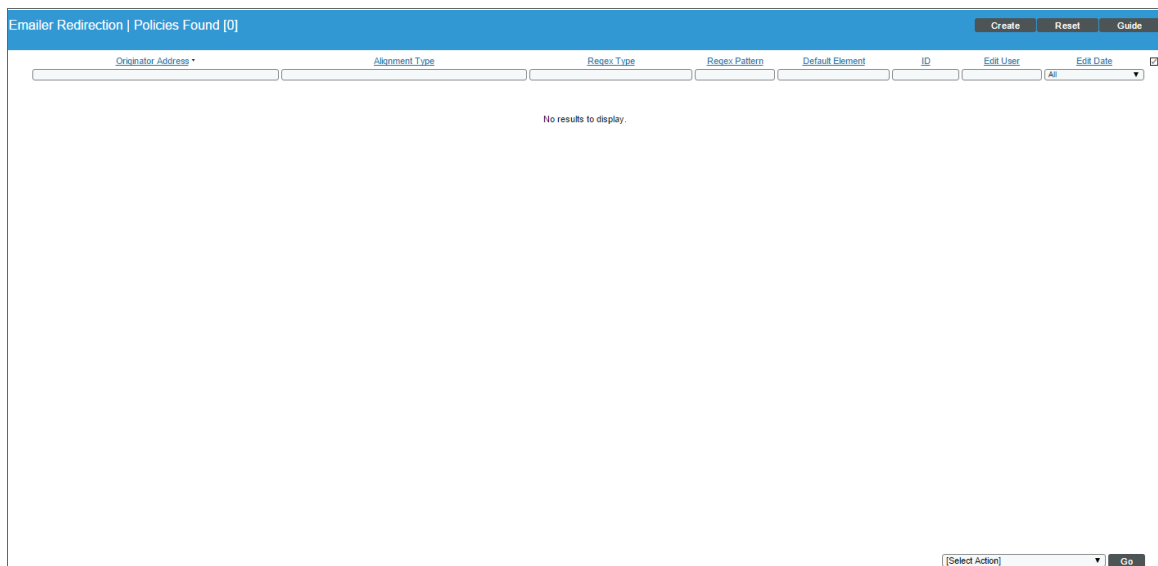 Emailer Redirection | Policies Found [0]
Create Reset Guide
Originator Address • Alignment Type Regex Type Regex Pattern Default Element ID Edit User Edit Date
All
No results to display.
[Select Action] Go